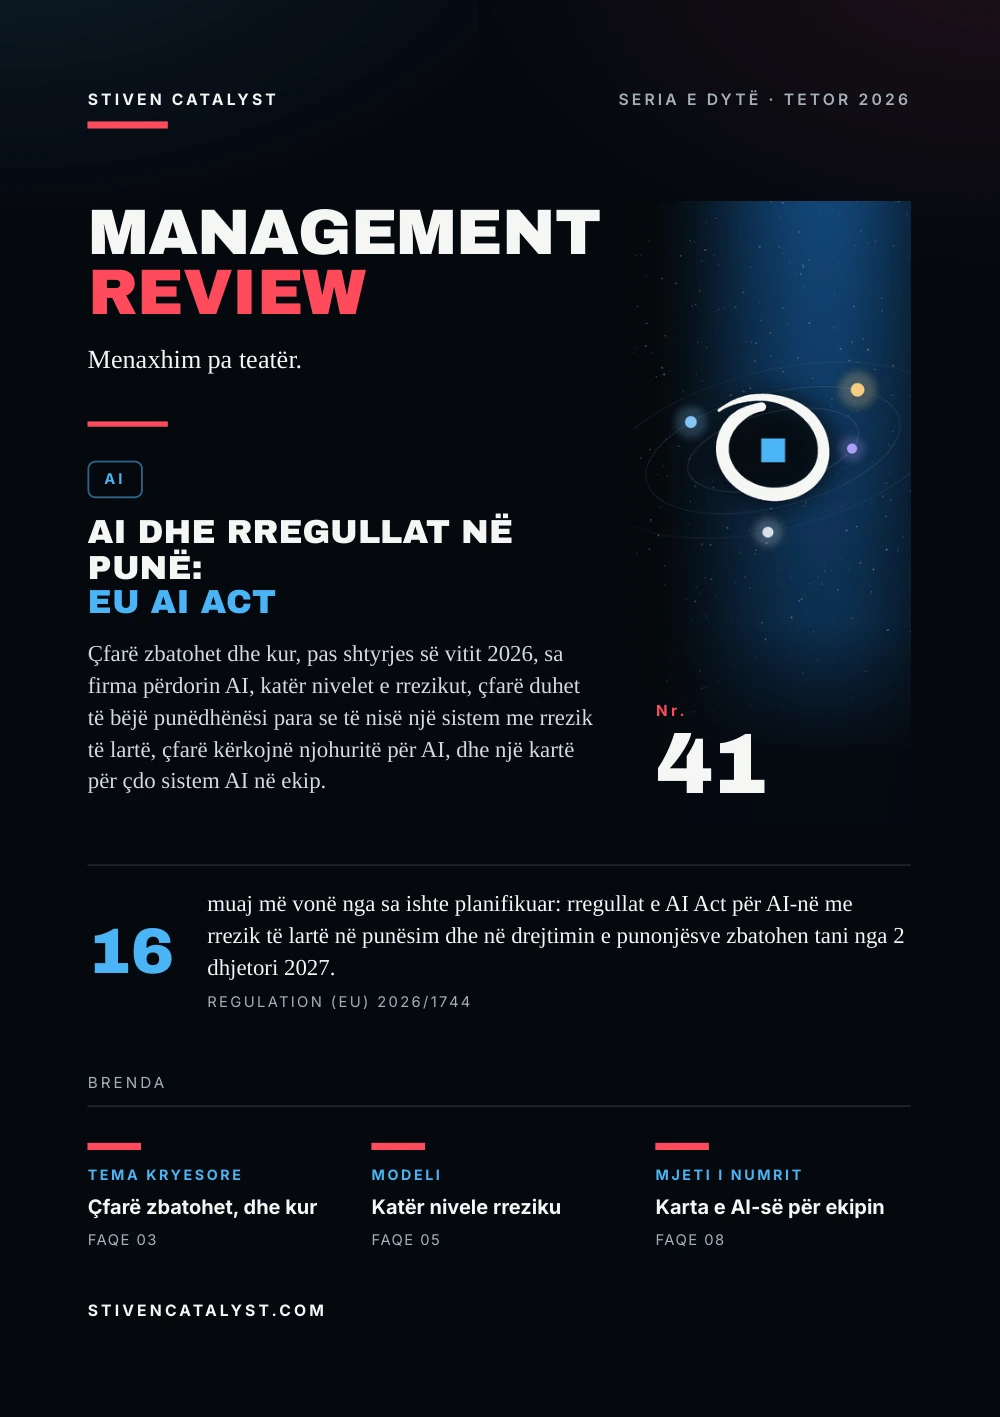 STIVEN CATALYST
SERIA E DYTË · TETOR 2026
MANAGEMENT
REVIEW
Menaxhim pa teatër.
AI
AI DHE RREGULLAT NË
PUNË:
EU AI ACT
Çfarë zbatohet dhe kur, pas shtyrjes së vitit 2026, sa
firma përdorin AI, katër nivelet e rrezikut, çfarë duhet
të bëjë punëdhënësi para se të nisë një sistem me rrezik
të lartë, çfarë kërkojnë njohuritë për AI, dhe një kartë
për çdo sistem AI në ekip.
Nr.
41
16
muaj më vonë nga sa ishte planifikuar: rregullat e AI Act për AI-në me
rrezik të lartë në punësim dhe në drejtimin e punonjësve zbatohen tani nga 2
dhjetori 2027.
REGULATION (EU) 2026/1744
BRENDA
TEMA KRYESORE
Çfarë zbatohet, dhe kur
FAQE 03
MODELI
Katër nivele rreziku
FAQE 05
MJETI I NUMRIT
Karta e AI-së për ekipin
FAQE 08
STIVENCATALYST.COM